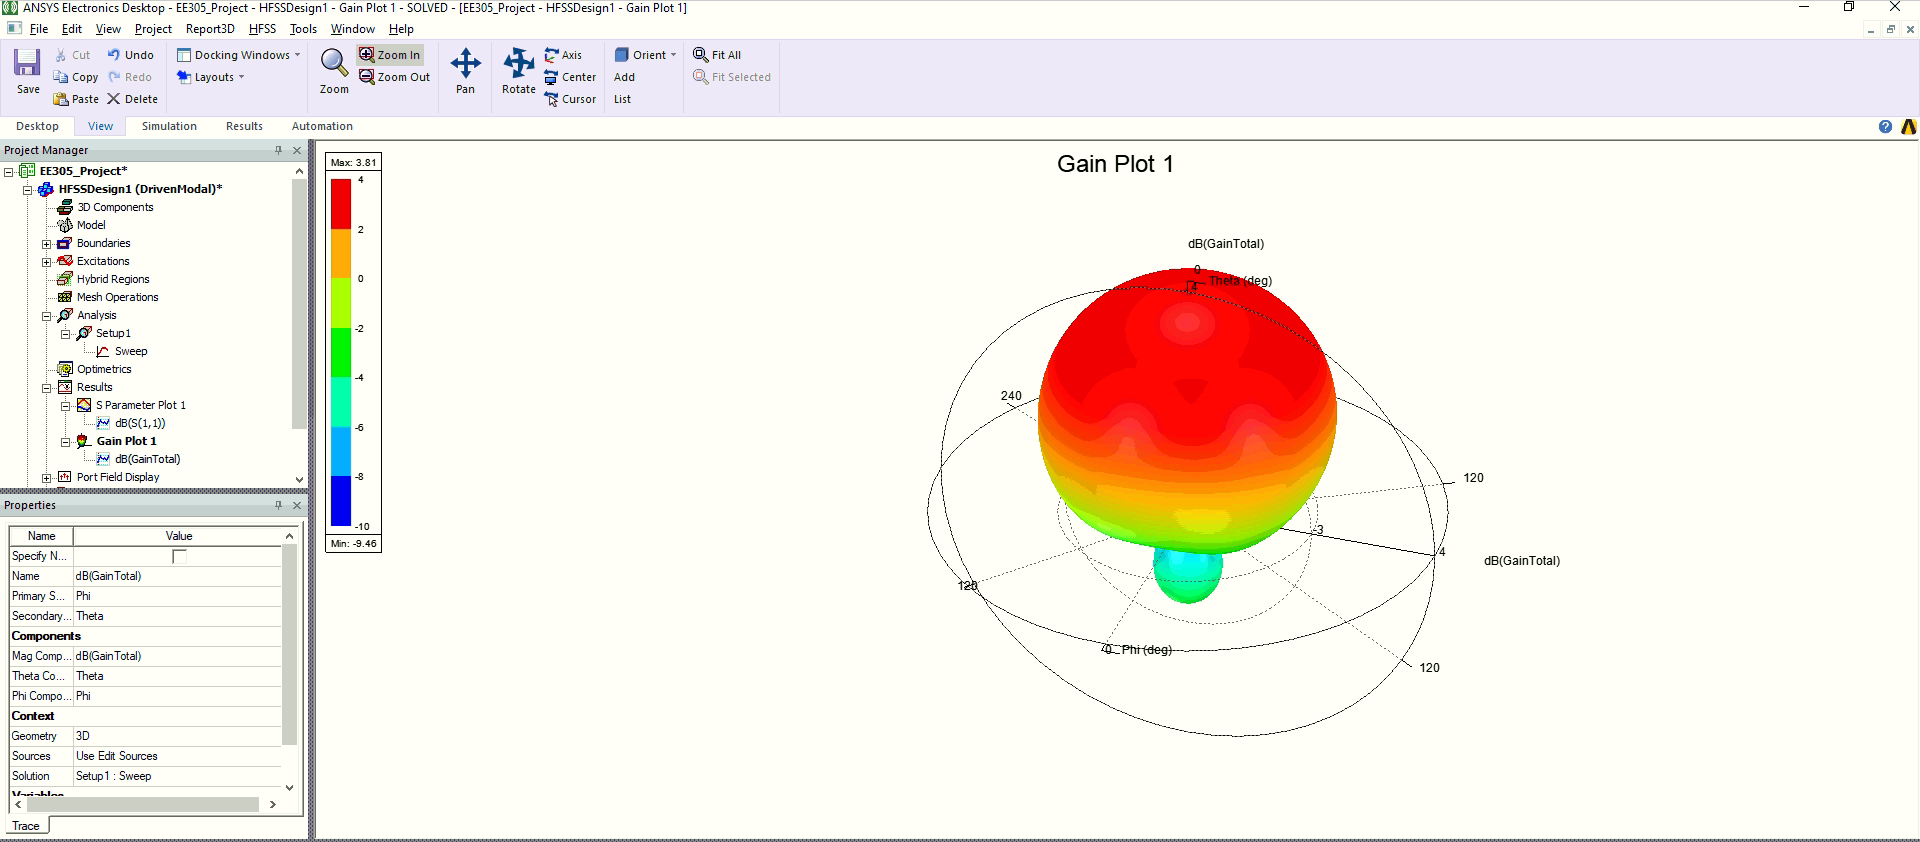 ANSYS Electronics Desktop - EE305_Project - HFSSDesign1 - Gain Plot 1 - SOLVED - [EE305_Project - HFSSDesign1 - Gain Plot 1]
File Edit View Project Report3D HFSS Tools Window Help
Save
Cut
Copy
Paste
Undo
Redo
Delete
Docking Windows
Layouts
Zoom
Zoom In
Zoom Out
Pan
Rotate
Axis
Center
Cursor
Orient
Add
List
Fit All
Fit Selected
Desktop View Simulation Results Automation
Project Manager
EE305_Project*
HFSSDesign1 (DrivenModal)*
3D Components
Model
Boundaries
Excitations
Hybrid Regions
Mesh Operations
Analysis
Setup1
Sweep
Optimetrics
Results
S Parameter Plot 1
dB(S(1,1))
Gain Plot 1
dB(GainTotal)
Port Field Display
Properties
Name Value
Specify N...
Name dB(GainTotal)
Primary S... Phi
Secondary... Theta
Components
Mag Comp... dB(GainTotal)
Theta Co... Theta
Phi Compo... Phi
Context
Geometry 3D
Sources Use Edit Sources
Solution Setup1 : Sweep
Variables
Trace
Max: 3.81
4
2
0
-2
-4
-6
-8
-10
Min: -9.46
Gain Plot 1
dB(GainTotal)
0
Theta (deg)
4
240
120
-3
4
dB(GainTotal)
120
0 Phi (deg)
120